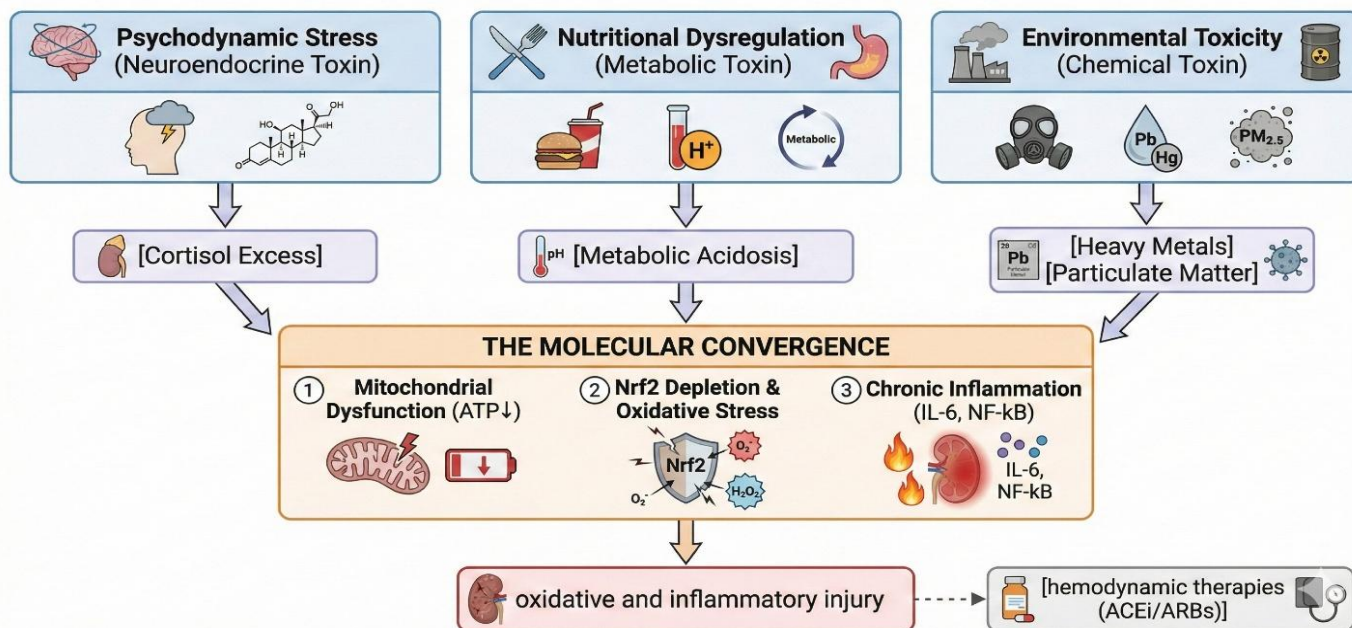 Psychodynamic Stress
(Neuroendocrine Toxin)
OH
O
HO
OH
H
H
H
O
Nutritional Dysregulation
(Metabolic Toxin)
H+
Metabolic
Environmental Toxicity
(Chemical Toxin)
Pb
Hg
PM2.5
[Cortisol Excess]
pH [Metabolic Acidosis]
Pb
[Heavy Metals]
[Particulate Matter]
THE MOLECULAR CONVERGENCE
1 Mitochondrial
Dysfunction (ATP↓)
2 Nrf2 Depletion &
Oxidative Stress
Nrf2
O2-
O2-
H2O2
3 Chronic Inflammation
(IL-6, NF-kB)
IL-6,
NF-kB
oxidative and inflammatory injury
[hemodynamic therapies
(ACEi/ARBs)]